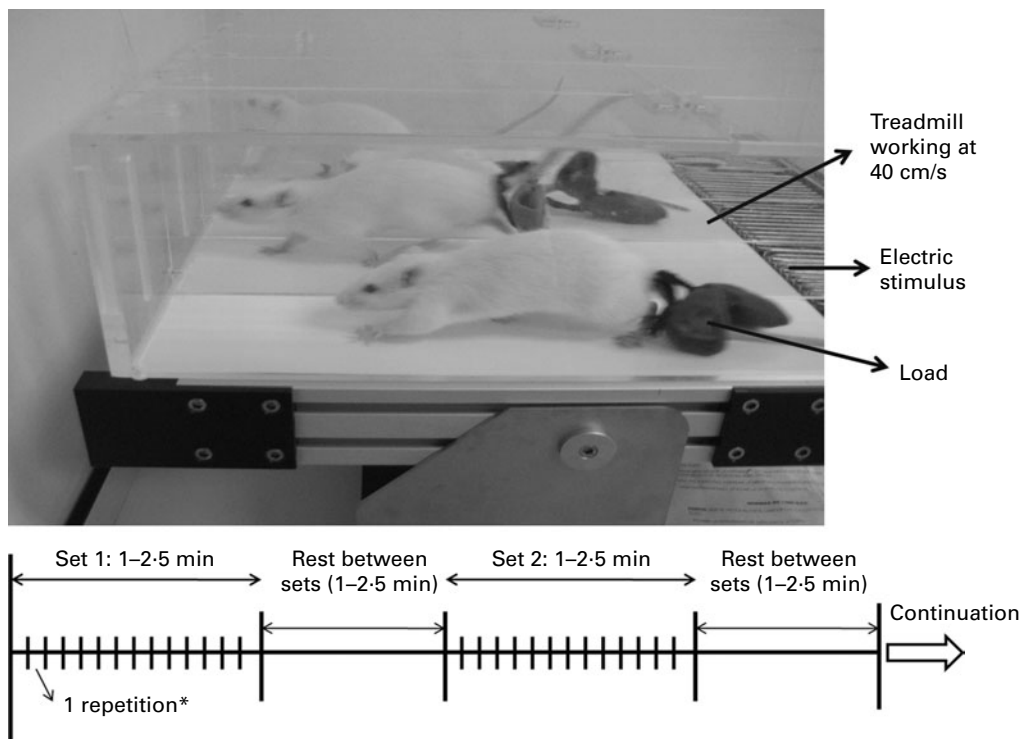 Treadmill
working at
40 cm/s
Electric
stimulus
Load
Set 1: 1–2·5 min
Rest between
sets (1–2·5 min)
Set 2: 1–2·5 min
Rest between
sets (1–2·5 min)
Continuation
1 repetition*